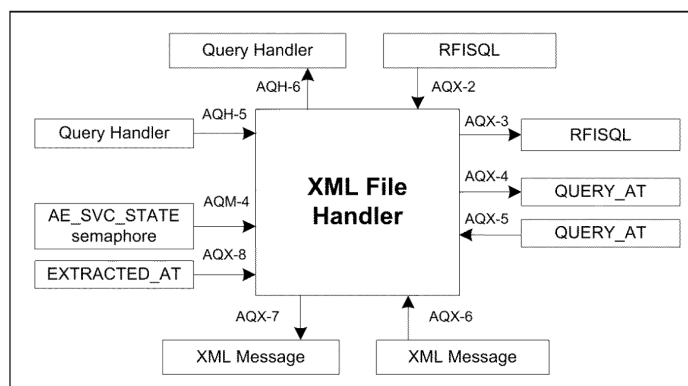 Query Handler
RFISQL
AQH-6
AQX-2
AQH-5
AQX-3
Query Handler
RFISQL
XML File
Handler
AQX-4
QUERY_AT
AQM-4
AE_SVC_STATE
semaphore
AQX-5
QUERY_AT
AQX-8
EXTRACTED_AT
AQX-7
AQX-6
XML Message
XML Message